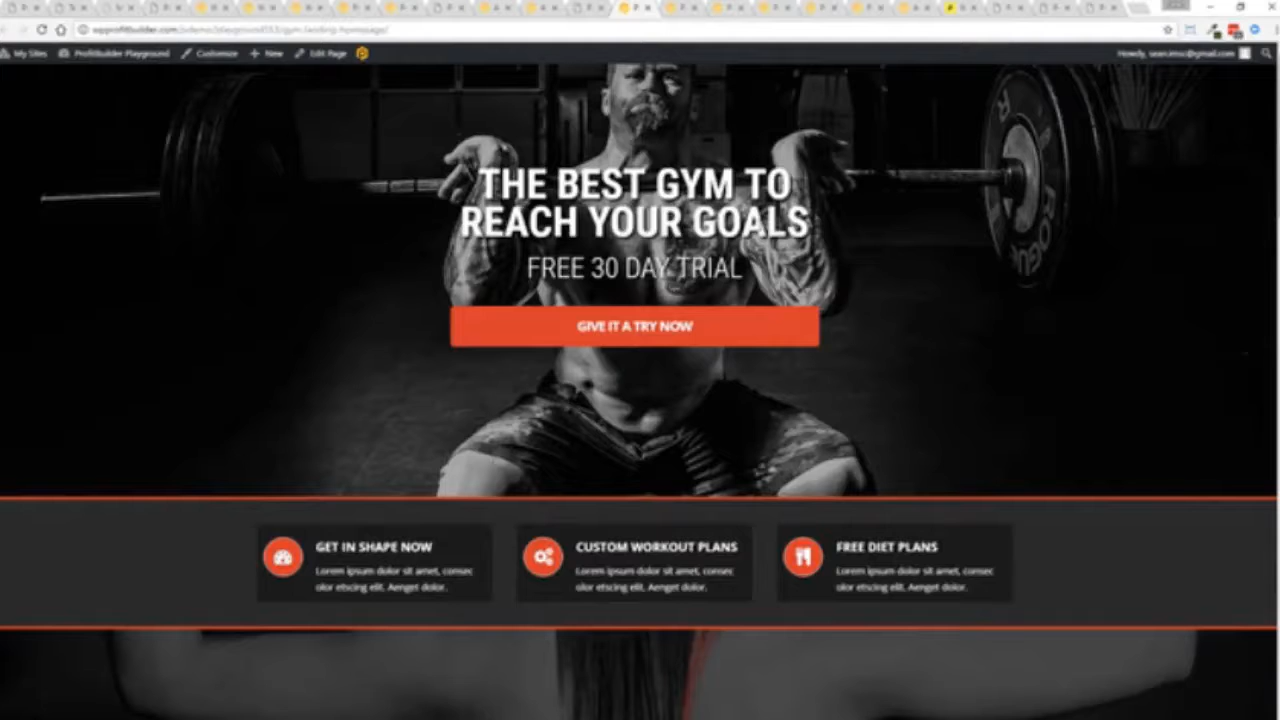 My Sites
ProfitBuilder Playground
Customize
New
Edit Page
THE BEST GYM TO
REACH YOUR GOALS
FREE 30 DAY TRIAL
GIVE IT A TRY NOW
GET IN SHAPE NOW
Lorem ipsum dolor sit amet, consec
olor etscing elit. Aenget dolor.
CUSTOM WORKOUT PLANS
Lorem ipsum dolor sit amet, consec
olor etscing elit. Aenget dolor.
FREE DIET PLANS
Lorem ipsum dolor sit amet, consec
olor etscing elit. Aenget dolor.